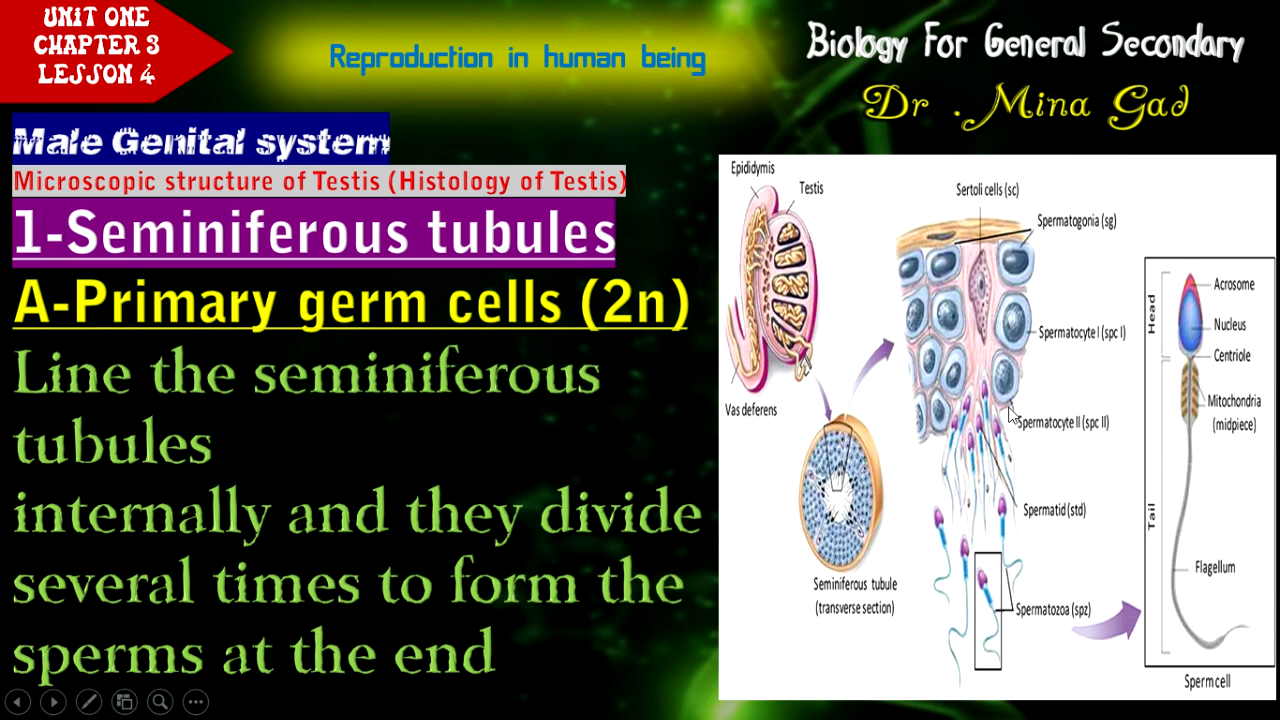 UNIT ONE
CHAPTER 3
LESSON 4
Reproduction in human being
Biology For General Secondary
Dr . Mina Gad
Male Genital system
Microscopic structure of Testis (Histology of Testis)
1-Seminiferous tubules
A-Primary germ cells (2n)
Line the seminiferous
tubules
internally and they divide
several times to form the
sperms at the end
Epididymis
Testis
Vas deferens
Seminiferous tubule
(transverse section)
Sertoli cells (sc)
Spermatogonia (sg)
Spermatocyte I (spc I)
Spermatocyte II (spc II)
Spermatid (std)
Spermatozoa (spz)
Head
Tail
Acrosome
Nucleus
Centriole
Mitochondria
(midpiece)
Flagellum
Sperm cell